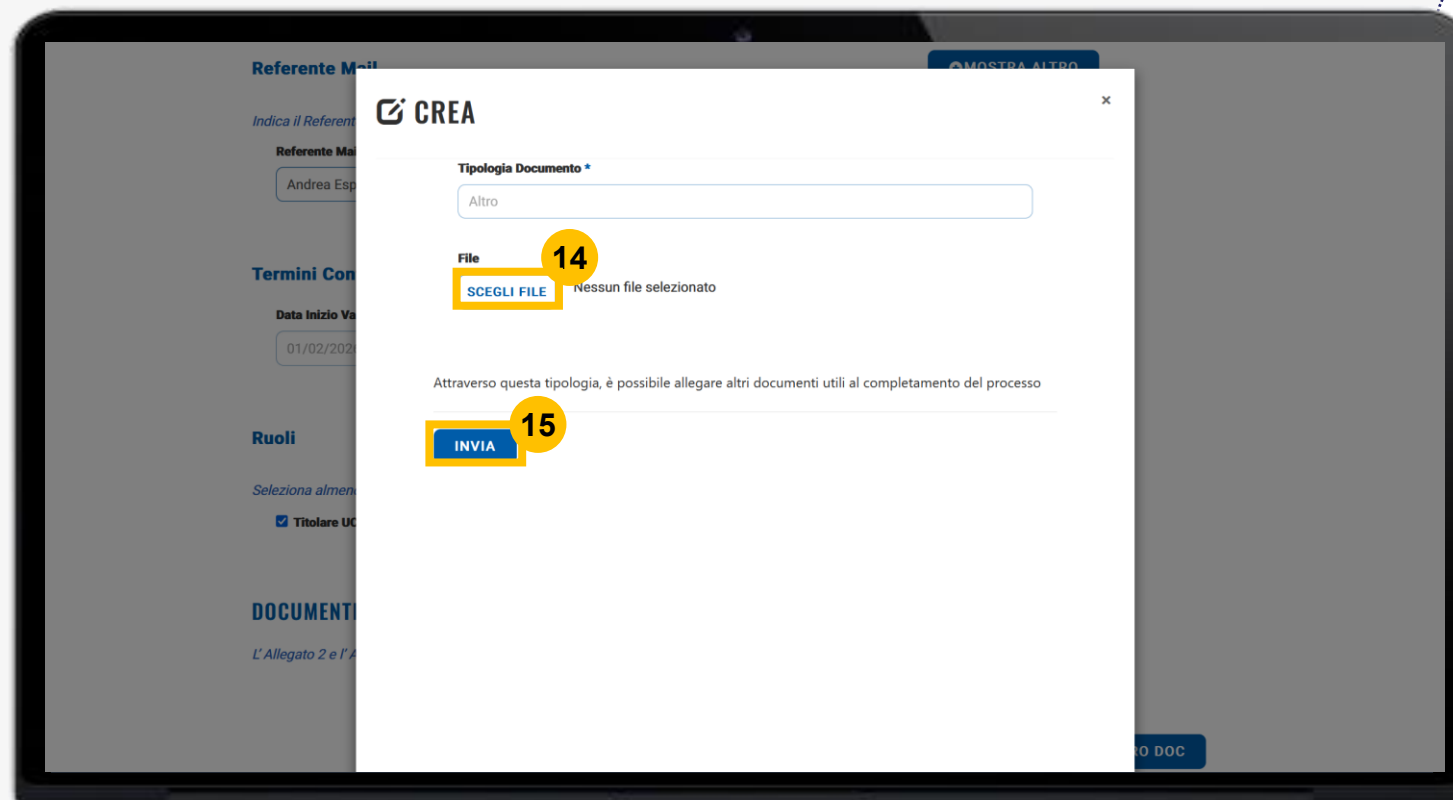 Referente Mail
MOSTRA ALTRO
CREA
×
Indica il Referent
Referente Mai
Andrea Esp
Tipologia Documento *
Altro
File
14
SCEGLI FILE
Nessun file selezionato
Termini Con
Data Inizio Va
01/02/202
Attraverso questa tipologia, è possibile allegare altri documenti utili al completamento del processo
15
INVIA
Ruoli
Seleziona almen
Titolare UC
DOCUMENTI
L' Allegato 2 e l' A
RO DOC